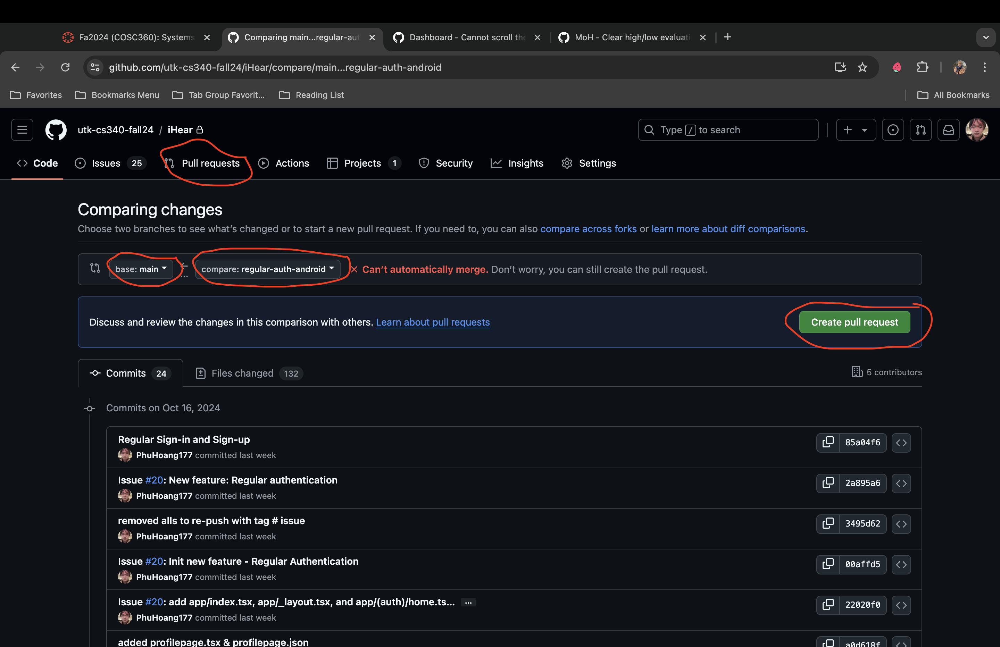 Fa2024 (COSC360): Systems
Comparing main...regular-aut
Dashboard - Cannot scroll the
MoH - Clear high/low evaluati
github.com/utk-cs340-fall24/iHear/compare/main...regular-auth-android
Favorites Bookmarks Menu Tab Group Favorit... Reading List All Bookmarks
utk-cs340-fall24 / iHear
Type / to search
Code Issues 25 Pull requests Actions Projects 1 Security Insights Settings
Comparing changes
Choose two branches to see what’s changed or to start a new pull request. If you need to, you can also compare across forks or learn more about diff comparisons.
base: main ... compare: regular-auth-android Can’t automatically merge. Don’t worry, you can still create the pull request.
Discuss and review the changes in this comparison with others. Learn about pull requests
Create pull request
Commits 24 Files changed 132 5 contributors
Commits on Oct 16, 2024
Regular Sign-in and Sign-up
85a04f6
PhuHoang177 committed last week
Issue #20: New feature: Regular authentication
2a895a6
PhuHoang177 committed last week
removed alls to re-push with tag # issue
3495d62
PhuHoang177 committed last week
Issue #20: Init new feature - Regular Authentication
00affd5
PhuHoang177 committed last week
Issue #20: add app/index.tsx, app/_layout.tsx, and app/(auth)/home.ts... ...
22020f0
PhuHoang177 committed last week
added profilepage.tsx & profilepage.json
a0d618f